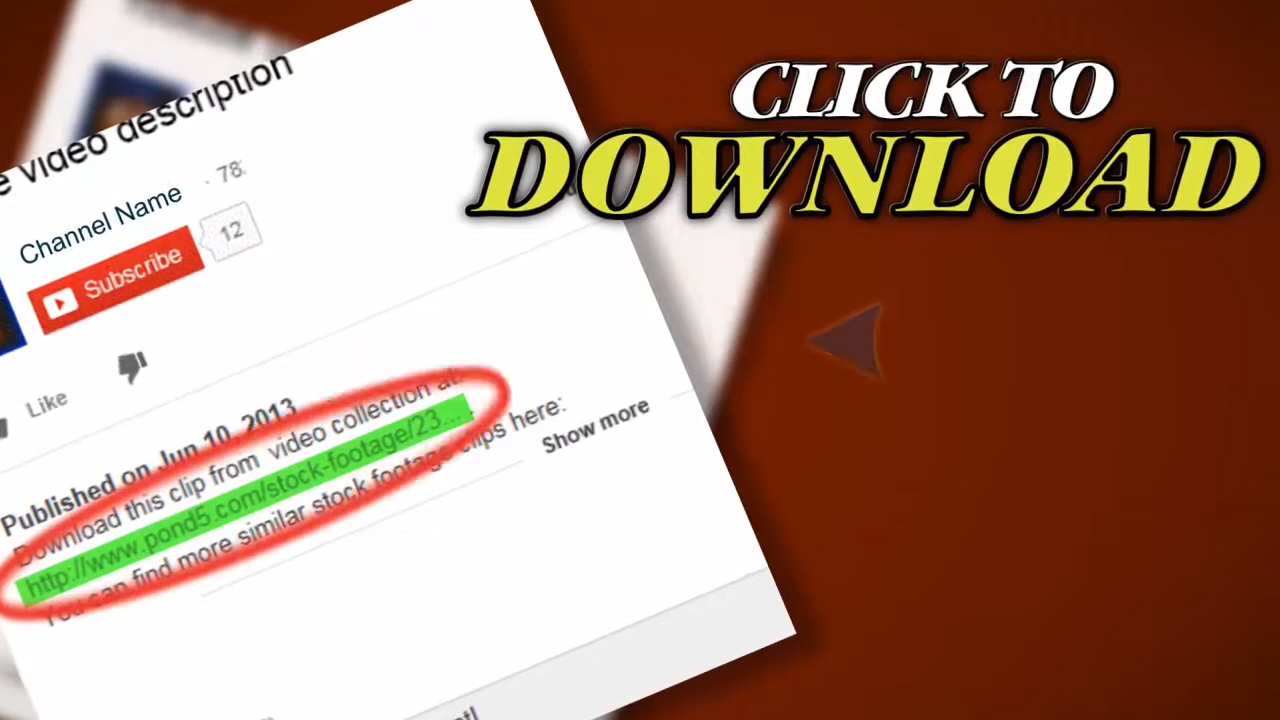 CLICK TO
DOWNLOAD
video description
Channel Name
78
Subscribe
12
Like
Published on Jun 10, 2013
Download this clip from video collection at:
http://www.pond5.com/stock-footage/23...
You can find more similar stock footage clips here:
Show more